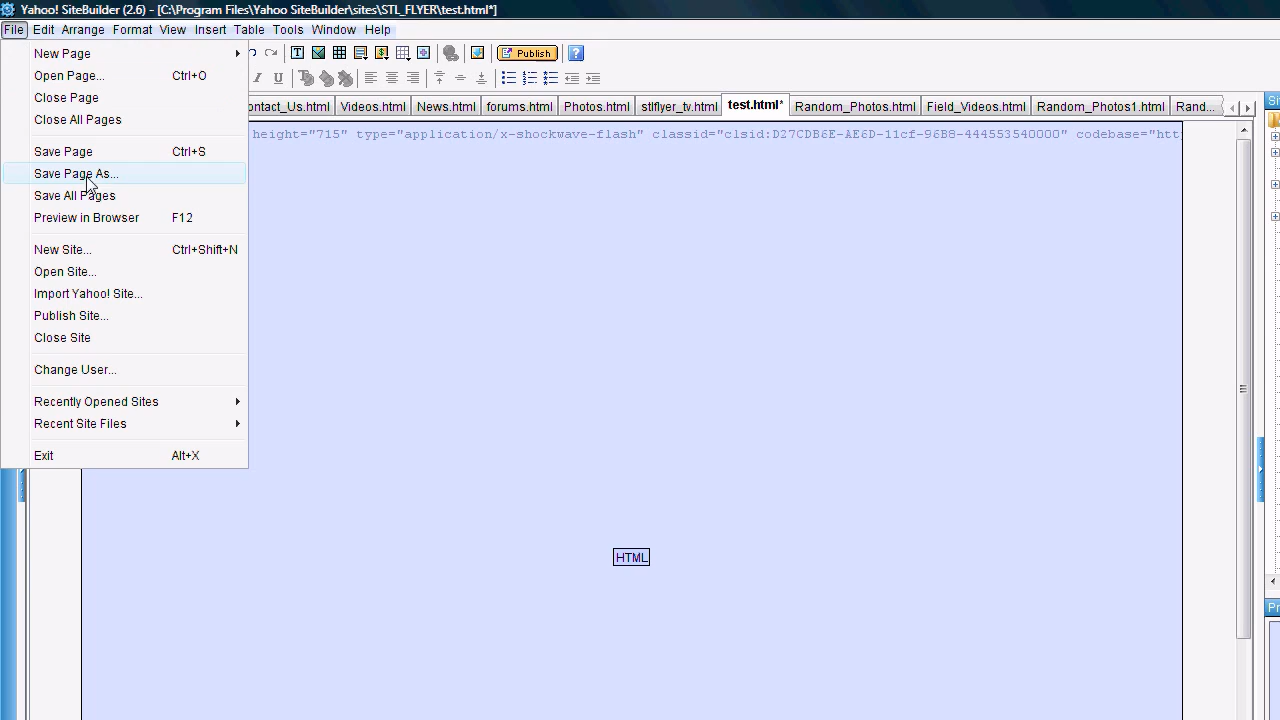 Yahoo! SiteBuilder (2.6) - [C:\Program Files\Yahoo SiteBuilder\sites\STL_FLYER\test.html*]
File Edit Arrange Format View Insert Table Tools Window Help
Publish
ontact_Us.html Videos.html News.html forums.html Photos.html stlflyer_tv.html test.html* Random_Photos.html Field_Videos.html Random_Photos1.html Rand...
height="715" type="application/x-shockwave-flash" classid="clsid:D27CDB6E-AE6D-11cf-96B8-444553540000" codebase="htt
New Page
Open Page... Ctrl+O
Close Page
Close All Pages
Save Page Ctrl+S
Save Page As...
Save All Pages
Preview in Browser F12
New Site... Ctrl+Shift+N
Open Site...
Import Yahoo! Site...
Publish Site...
Close Site
Change User...
Recently Opened Sites
Recent Site Files
Exit Alt+X
HTML